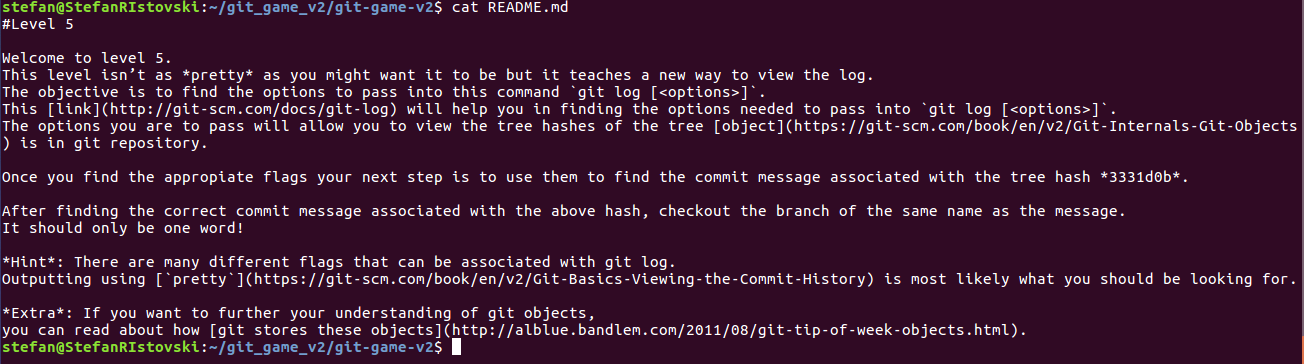 stefan@StefanRIstovski:~/git_game_v2/git-game-v2$ cat README.md
#Level 5
Welcome to level 5.
This level isn’t as *pretty* as you might want it to be but it teaches a new way to view the log.
The objective is to find the options to pass into this command `git log [<options>]`.
This [link](http://git-scm.com/docs/git-log) will help you in finding the options needed to pass into `git log [<options>]`.
The options you are to pass will allow you to view the tree hashes of the tree [object](https://git-scm.com/book/en/v2/Git-Internals-Git-Objects
) is in git repository.
Once you find the appropiate flags your next step is to use them to find the commit message associated with the tree hash *3331d0b*.
After finding the correct commit message associated with the above hash, checkout the branch of the same name as the message.
It should only be one word!
*Hint*: There are many different flags that can be associated with git log.
Outputting using [`pretty`](https://git-scm.com/book/en/v2/Git-Basics-Viewing-the-Commit-History) is most likely what you should be looking for.
*Extra*: If you want to further your understanding of git objects,
you can read about how [git stores these objects](http://alblue.bandlem.com/2011/08/git-tip-of-week-objects.html).
stefan@StefanRIstovski:~/git_game_v2/git-game-v2$